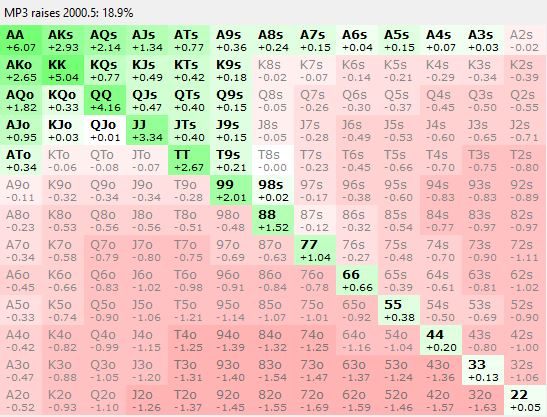 MP3 raises 2000.5: 18.9%
AA AKs AQs AJs ATs A9s A8s A7s A6s A5s A4s A3s A2s
+6.07 +2.93 +2.14 +1.34 +0.77 +0.36 +0.24 +0.15 +0.04 +0.15 +0.07 +0.03 -0.02
AKo KK KQs KJs KTs K9s K8s K7s K6s K5s K4s K3s K2s
+2.65 +5.04 +0.77 +0.49 +0.42 +0.18 -0.02 -0.07 -0.14 -0.21 -0.29 -0.34 -0.39
AQo KQo QQ QJs QTs Q9s Q8s Q7s Q6s Q5s Q4s Q3s Q2s
+1.82 +0.33 +4.16 +0.47 +0.40 +0.15 -0.05 -0.26 -0.30 -0.37 -0.45 -0.50 -0.55
AJo KJo QJo JJ JTs J9s J8s J7s J6s J5s J4s J3s J2s
+0.95 +0.03 +0.01 +3.34 +0.40 +0.15 -0.05 -0.28 -0.49 -0.53 -0.60 -0.65 -0.71
ATo KTo QTo JTo TT T9s T8s T7s T6s T5s T4s T3s T2s
+0.34 -0.06 -0.08 -0.07 +2.67 +0.21 -0.00 -0.23 -0.45 -0.66 -0.70 -0.75 -0.80
A9o K9o Q9o J9o T9o 99 98s 97s 96s 95s 94s 93s 92s
-0.11 -0.32 -0.34 -0.34 -0.28 +2.01 +0.02 -0.17 -0.38 -0.60 -0.83 -0.83 -0.89
A8o K8o Q8o J8o T8o 98o 88 87s 86s 85s 84s 83s 82s
-0.23 -0.53 -0.56 -0.56 -0.51 -0.48 +1.52 -0.12 -0.32 -0.54 -0.77 -0.97 -0.97
A7o K7o Q7o J7o T7o 97o 87o 77 76s 75s 74s 73s 72s
-0.34 -0.58 -0.79 -0.80 -0.75 -0.69 -0.63 +1.04 -0.27 -0.48 -0.70 -0.90 -1.11
A6o K6o Q6o J6o T6o 96o 86o 76o 66 65s 64s 63s 62s
-0.45 -0.66 -0.83 -1.02 -0.98 -0.91 -0.84 -0.78 +0.66 -0.39 -0.61 -0.81 -1.02
A5o K5o Q5o J5o T5o 95o 85o 75o 65o 55 54s 53s 52s
-0.33 -0.74 -0.90 -1.06 -1.21 -1.14 -1.07 -1.01 -0.92 +0.38 -0.50 -0.69 -0.90
A4o K4o Q4o J4o T4o 94o 84o 74o 64o 54o 44 43s 42s
-0.42 -0.82 -0.99 -1.15 -1.25 -1.39 -1.32 -1.25 -1.16 -1.04 +0.20 -0.80 -1.00
A3o K3o Q3o J3o T3o 93o 83o 73o 63o 53o 43o 33 32s
-0.47 -0.88 -1.05 -1.20 -1.31 -1.40 -1.54 -1.47 -1.37 -1.24 -1.36 +0.13 -1.06
A2o K2o Q2o J2o T2o 92o 82o 72o 62o 52o 42o 32o 22
-0.52 -0.93 -1.10 -1.26 -1.37 -1.45 -1.55 -1.69 -1.59 -1.46 -1.57 -1.64 +0.05